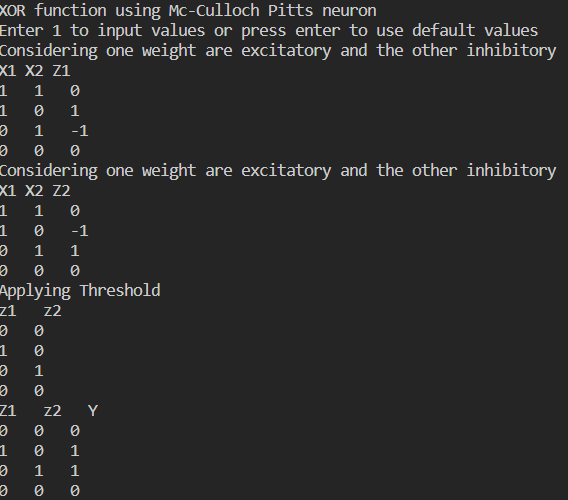 XOR function using Mc-Culloch Pitts neuron
Enter 1 to input values or press enter to use default values
Considering one weight are excitatory and the other inhibitory
X1 X2 Z1
1 1 0
1 0 1
0 1 -1
0 0 0
Considering one weight are excitatory and the other inhibitory
X1 X2 Z2
1 1 0
1 0 -1
0 1 1
0 0 0
Applying Threshold
z1 z2
0 0
1 0
0 1
0 0
Z1 z2 Y
0 0 0
1 0 1
0 1 1
0 0 0